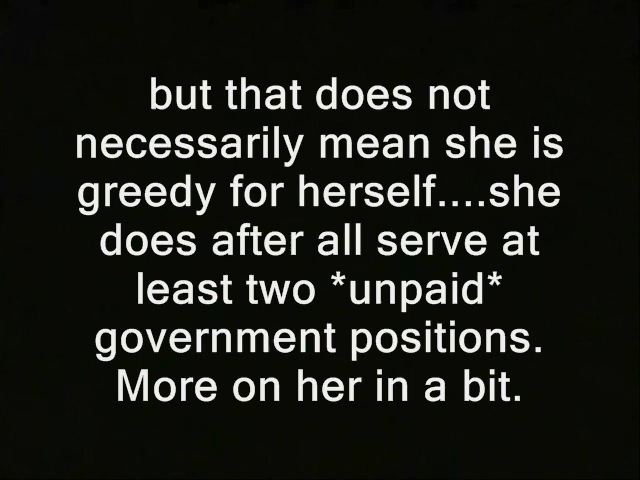 but that does not
necessarily mean she is
greedy for herself....she
does after all serve at
least two *unpaid*
government positions.
More on her in a bit.